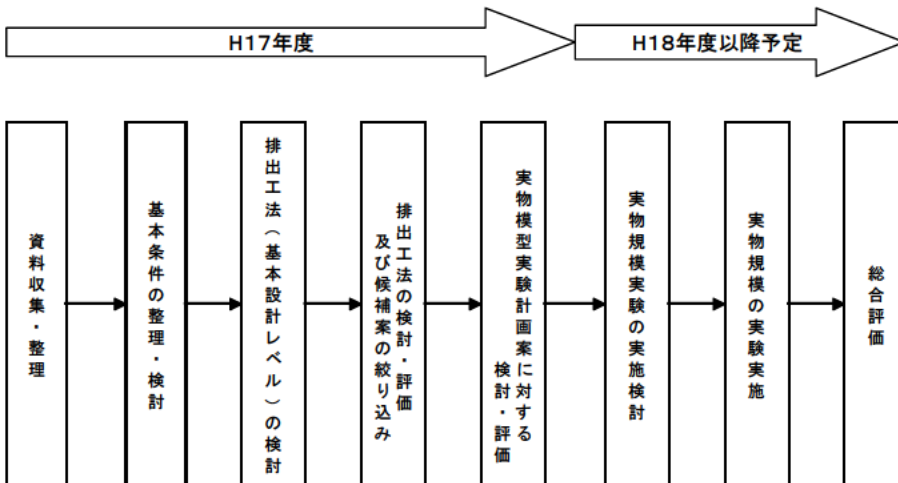 H17年度
H18年度以降予定
資料収集・整理
基本条件の整理・検討
排出工法(基本設計レベル)の検討
排出工法の検討・評価
及び候補案の絞り込み
実物模型実験計画案に対する
検討・評価
実物規模実験の実施検討
実物規模の実験実施
総合評価